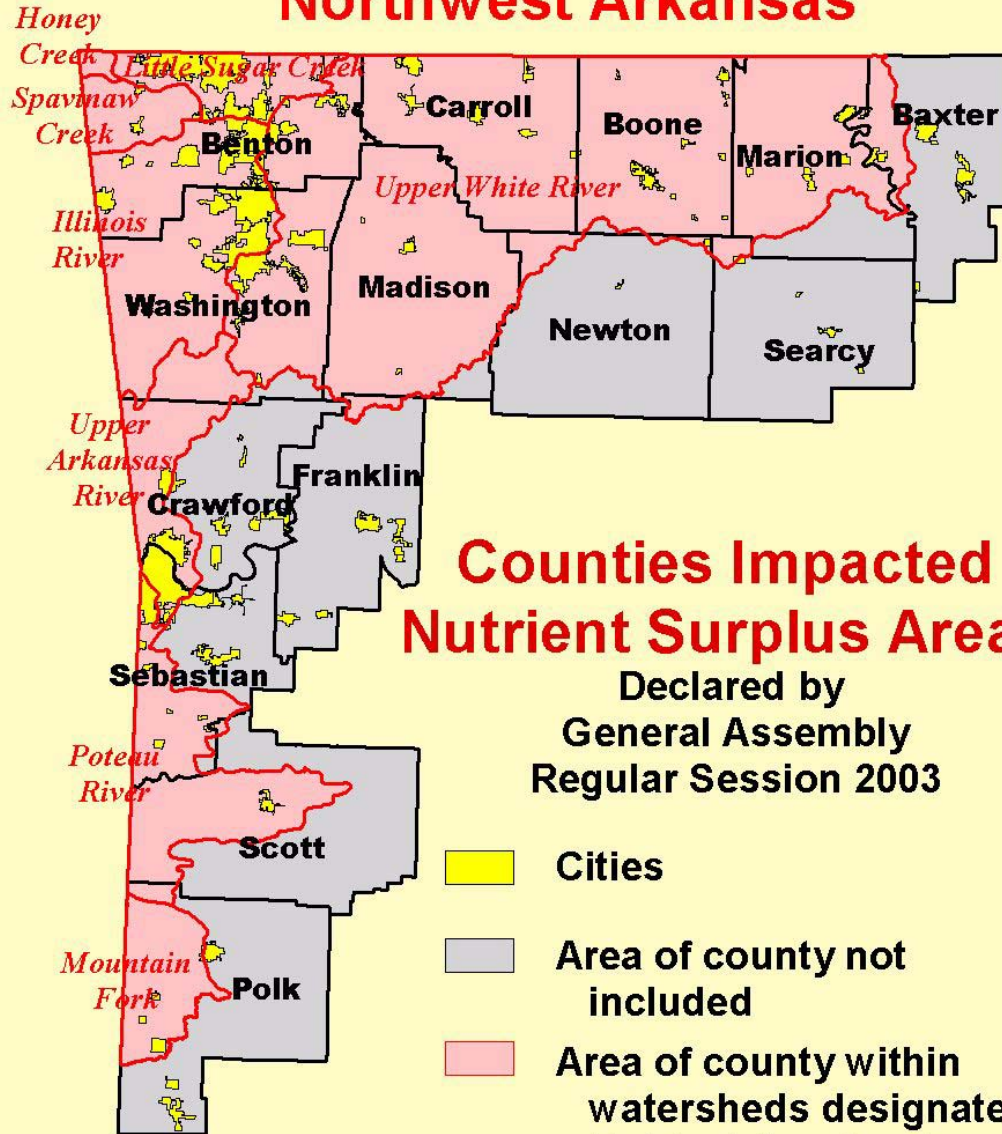 Northwest Arkansas
Honey
Creek
Little Sugar Creek
Spavinaw
Creek
Benton
Carroll
Boone
Marion
Baxter
Upper White River
Illinois
River
Washington
Madison
Newton
Searcy
Upper
Arkansas
River
Crawford
Franklin
Counties Impacted
Nutrient Surplus Area
Declared by
General Assembly
Regular Session 2003
Sebastian
Poteau
River
Scott
Cities
Mountain
Fork
Polk
Area of county not
included
Area of county within
watersheds designate